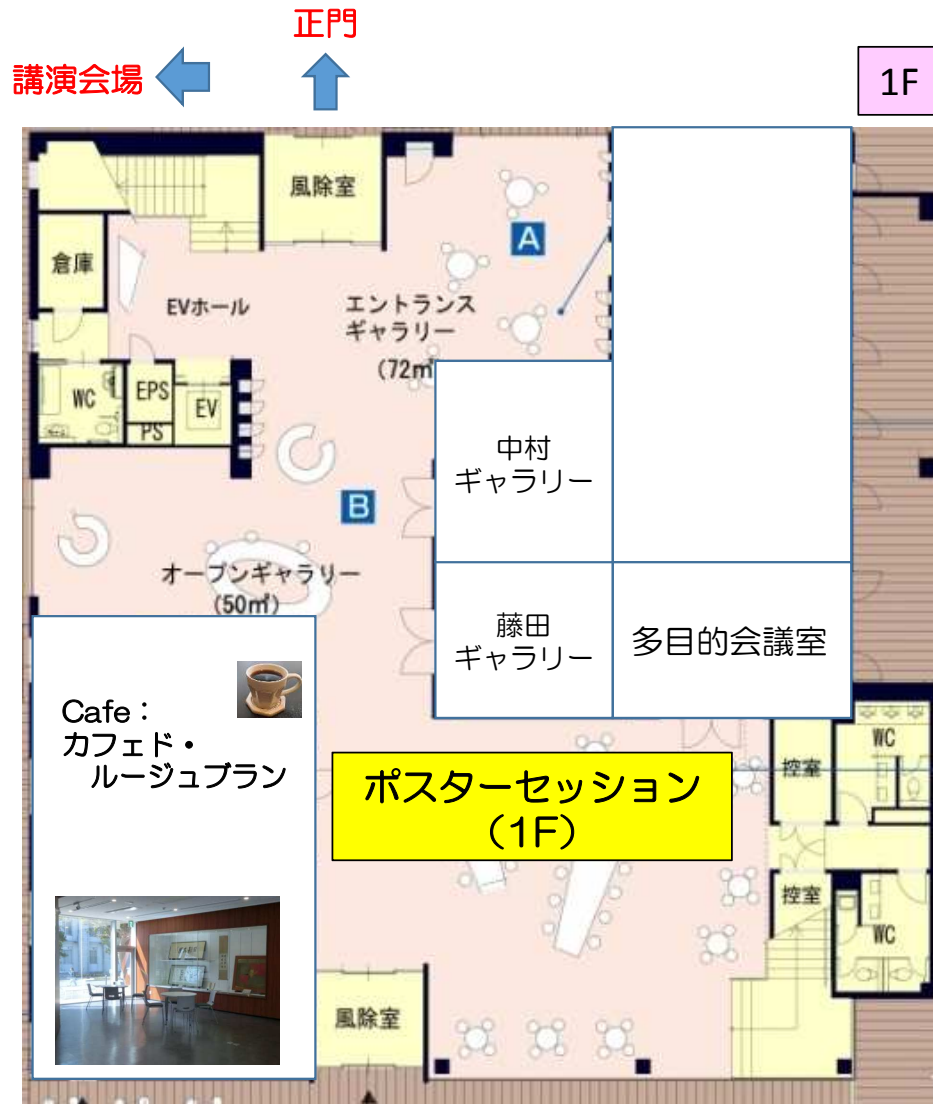 正門
講演会場
1F
風除室
A
倉庫
EVホール
エントランス
ギャラリー
(72㎡
WC
EPS
EV
PS
中村
ギャラリー
B
オープンギャラリー
(50㎡)
藤田
ギャラリー
多目的会議室
Cafe：
カフェド・
ルージュブラン
WC
控室
ポスターセッション
（1F）
控室
WC
風除室